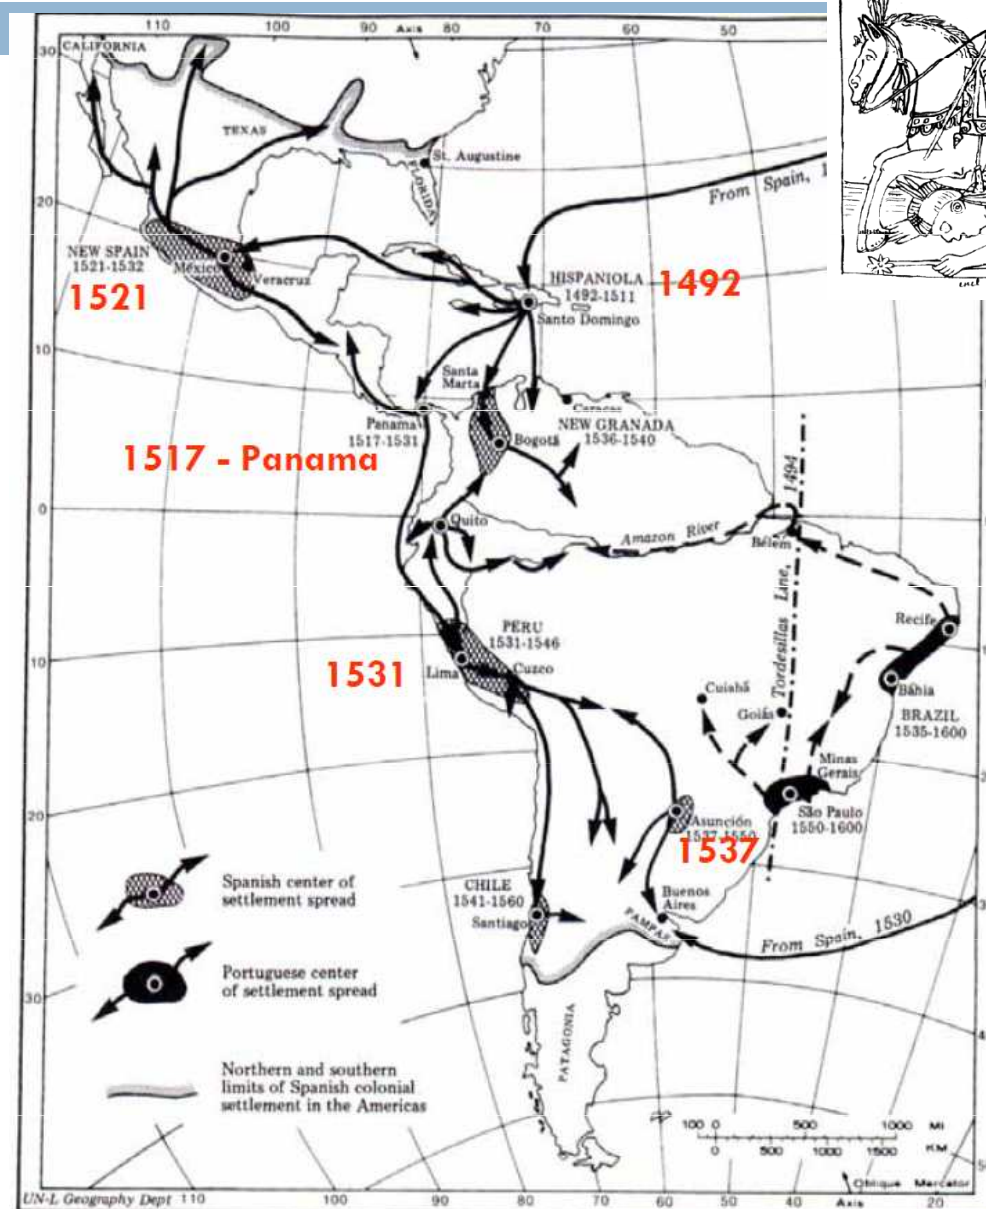 110
100
90
Axis
80
70
60
50
30
CALIFORNIA
TEXAS
St. Augustine
FLORIDA
From Spain, 1
20
NEW SPAIN
1521-1532
México
Veracruz
1521
HISPANIOLA
1492-1511
1492
Santo Domingo
10
Santa
Marta
Caracas
Panama
1517-1531
Bogotá
NEW GRANADA
1536-1540
1517 - Panama
0
Quito
Amazon River
Belém
Tordesillas Line, 1494
Recife
PERU
1531-1546
10
1531
Lima
Cuzco
Cuiabá
Goiás
Báhia
BRAZIL
1535-1600
Minas
Gerais
20
São Paulo
1550-1600
Asunción
1537-1550
1537
Spanish center of
settlement spread
CHILE
1541-1560
Santiago
Buenos
Aires
PAMPAS
From Spain, 1530
Portuguese center
of settlement spread
30
PATAGONIA
Northern and southern
limits of Spanish colonial
settlement in the Americas
100 0 500 1000 MI
0 500 1000 1500 KM
Oblique Mercator
UN-L Geography Dept
110
100
90
80
70
60
50
40
Axis
20